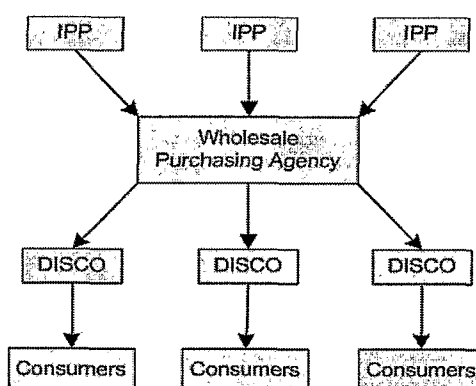 IPP IPP IPP
Wholesale
Purchasing Agency
DISCO DISCO DISCO
Consumers Consumers Consumers